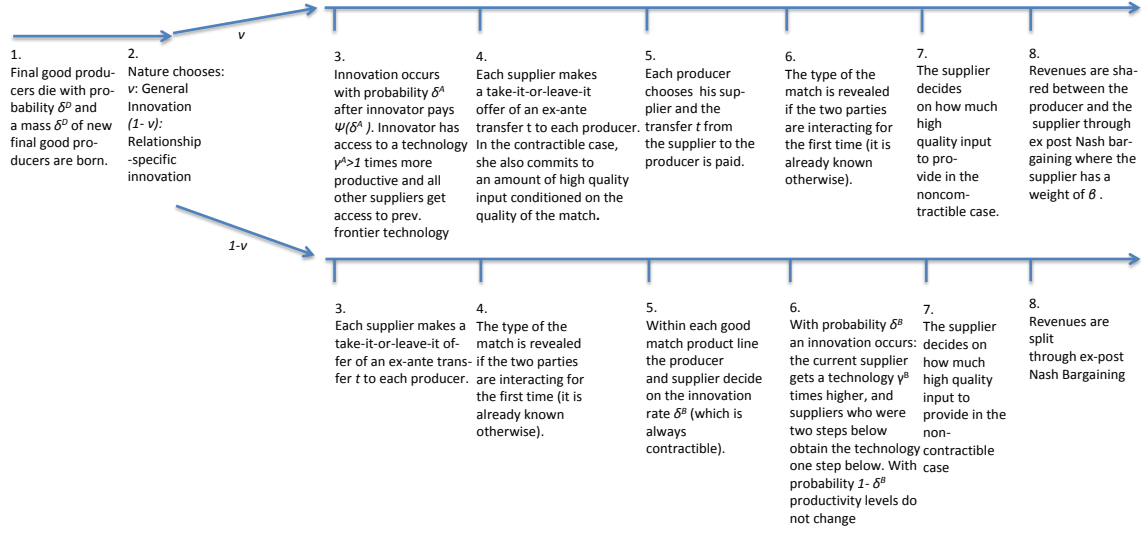 1.
Final good produ-
cers die with pro-
bability δᴰ and
a mass δᴰ of new
final good pro-
ducers are born.
2.
Nature chooses:
ν: General
Innovation
(1- ν):
Relationship
-specific
innovation
ν
3.
Innovation occurs
with probability δᴬ
after innovator pays
Ψ(δᴬ ). Innovator has
access to a technology
γᴬ>1 times more
productive and all
other suppliers get
access to prev.
frontier technology
4.
Each supplier makes
a take-it-or-leave-it
offer of an ex-ante
transfer t to each producer.
In the contractible case,
she also commits to
an amount of high quality
input conditioned on the
quality of the match.
5.
Each producer
chooses his sup-
plier and the
transfer t from
the supplier to the
producer is paid.
6.
The type of the
match is revealed
if the two parties
are interacting for
the first time (it is
already known
otherwise).
7.
The supplier
decides
on how much
high
quality input
to pro-
vide in the
noncom-
tractible case.
8.
Revenues are sha-
red between the
producer and the
supplier through
ex post Nash bar-
gaining where the
supplier has a
weight of β .
1-ν
3.
Each supplier makes a
take-it-or-leave-it of-
fer of an ex-ante trans-
fer t to each producer.
4.
The type of the
match is revealed
if the two parties
are interacting for
the first time (it is
already known
otherwise).
5.
Within each good
match product line
the producer
and supplier decide
on the innovation
rate δᴮ (which is
always
contractible).
6.
With probability δᴮ
an innovation occurs:
the current supplier
gets a technology γᴮ
times higher, and
suppliers who were
two steps below
obtain the technology
one step below. With
probability 1- δᴮ
productivity levels do
not change
7.
The supplier
decides on
how much
high quality
input to
provide in the
non-
contractible
case
8.
Revenues are
split
through ex-post
Nash Bargaining